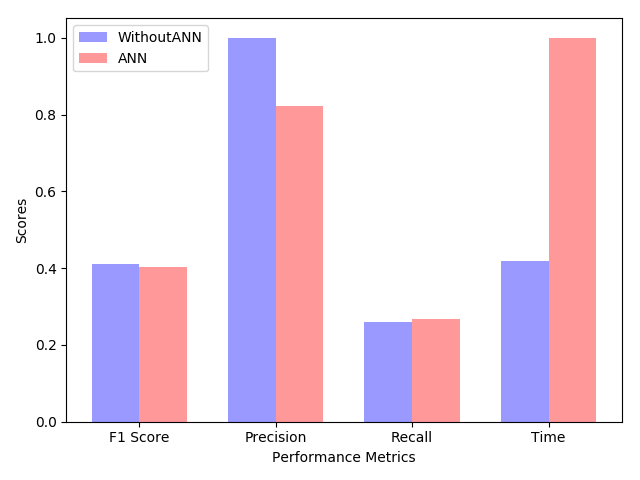 WithoutANN
ANN
1.0
0.8
0.6
0.4
0.2
0.0
Scores
F1 Score
Precision
Recall
Time
Performance Metrics